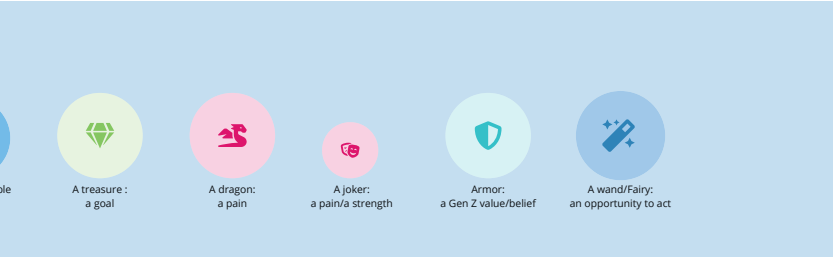 A treasure :
a goal
A dragon:
a pain
A joker:
a pain/a strength
Armor:
a Gen Z value/belief
A wand/Fairy:
an opportunity to act